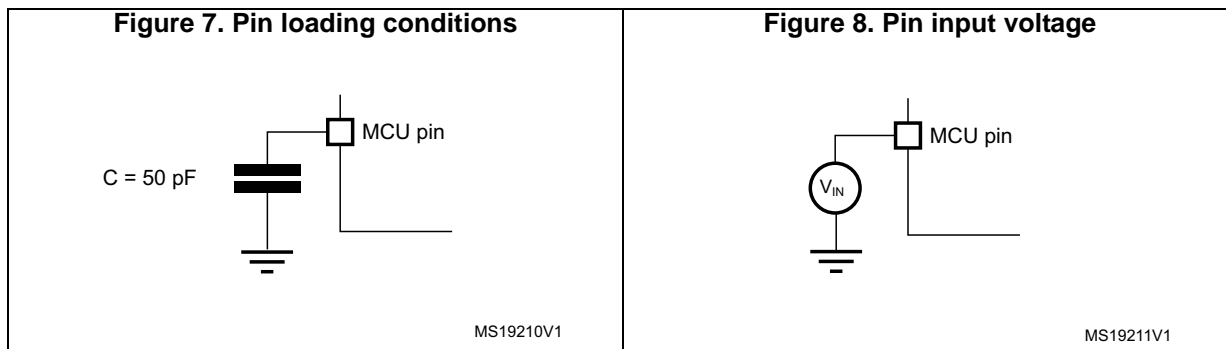 Figure 7. Pin loading conditions
MCU pin
C = 50 pF
MS19210V1
Figure 8. Pin input voltage
MCU pin
VIN
MS19211V1